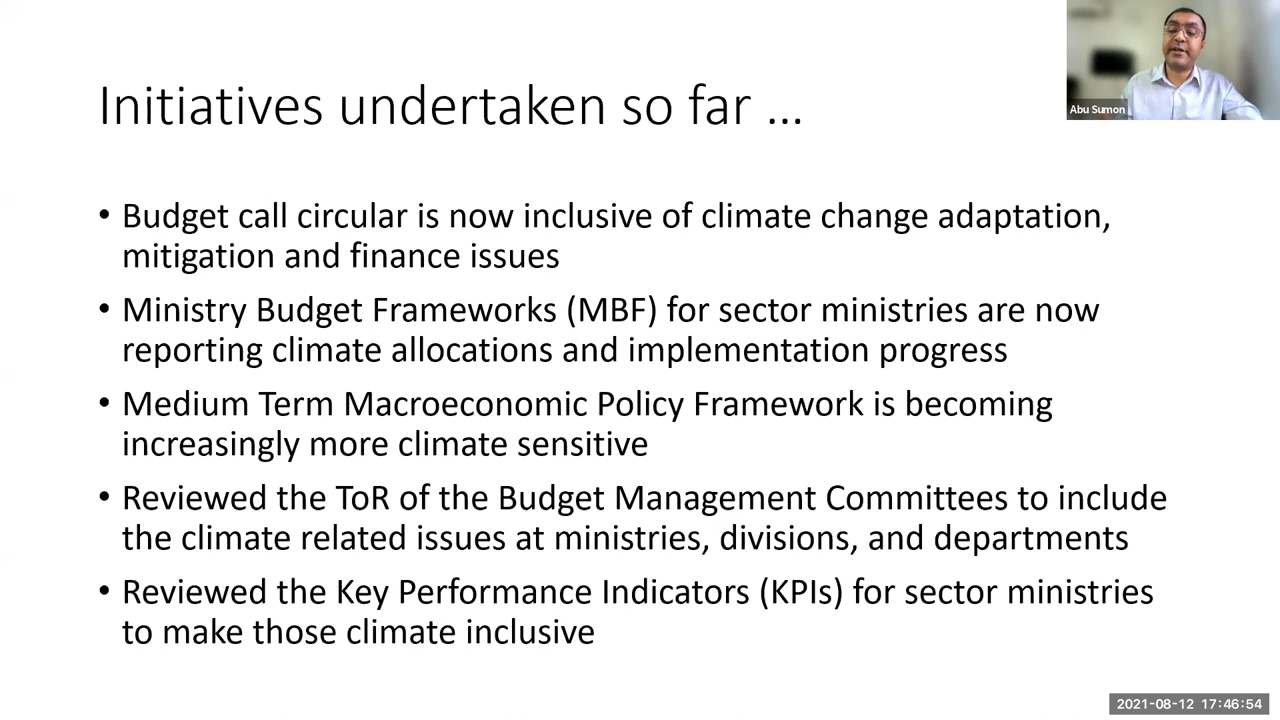 Initiatives undertaken so far …
Abu Sumon
• Budget call circular is now inclusive of climate change adaptation,
mitigation and finance issues
• Ministry Budget Frameworks (MBF) for sector ministries are now
reporting climate allocations and implementation progress
• Medium Term Macroeconomic Policy Framework is becoming
increasingly more climate sensitive
• Reviewed the ToR of the Budget Management Committees to include
the climate related issues at ministries, divisions, and departments
• Reviewed the Key Performance Indicators (KPIs) for sector ministries
to make those climate inclusive
2021-08-12 17:46:54